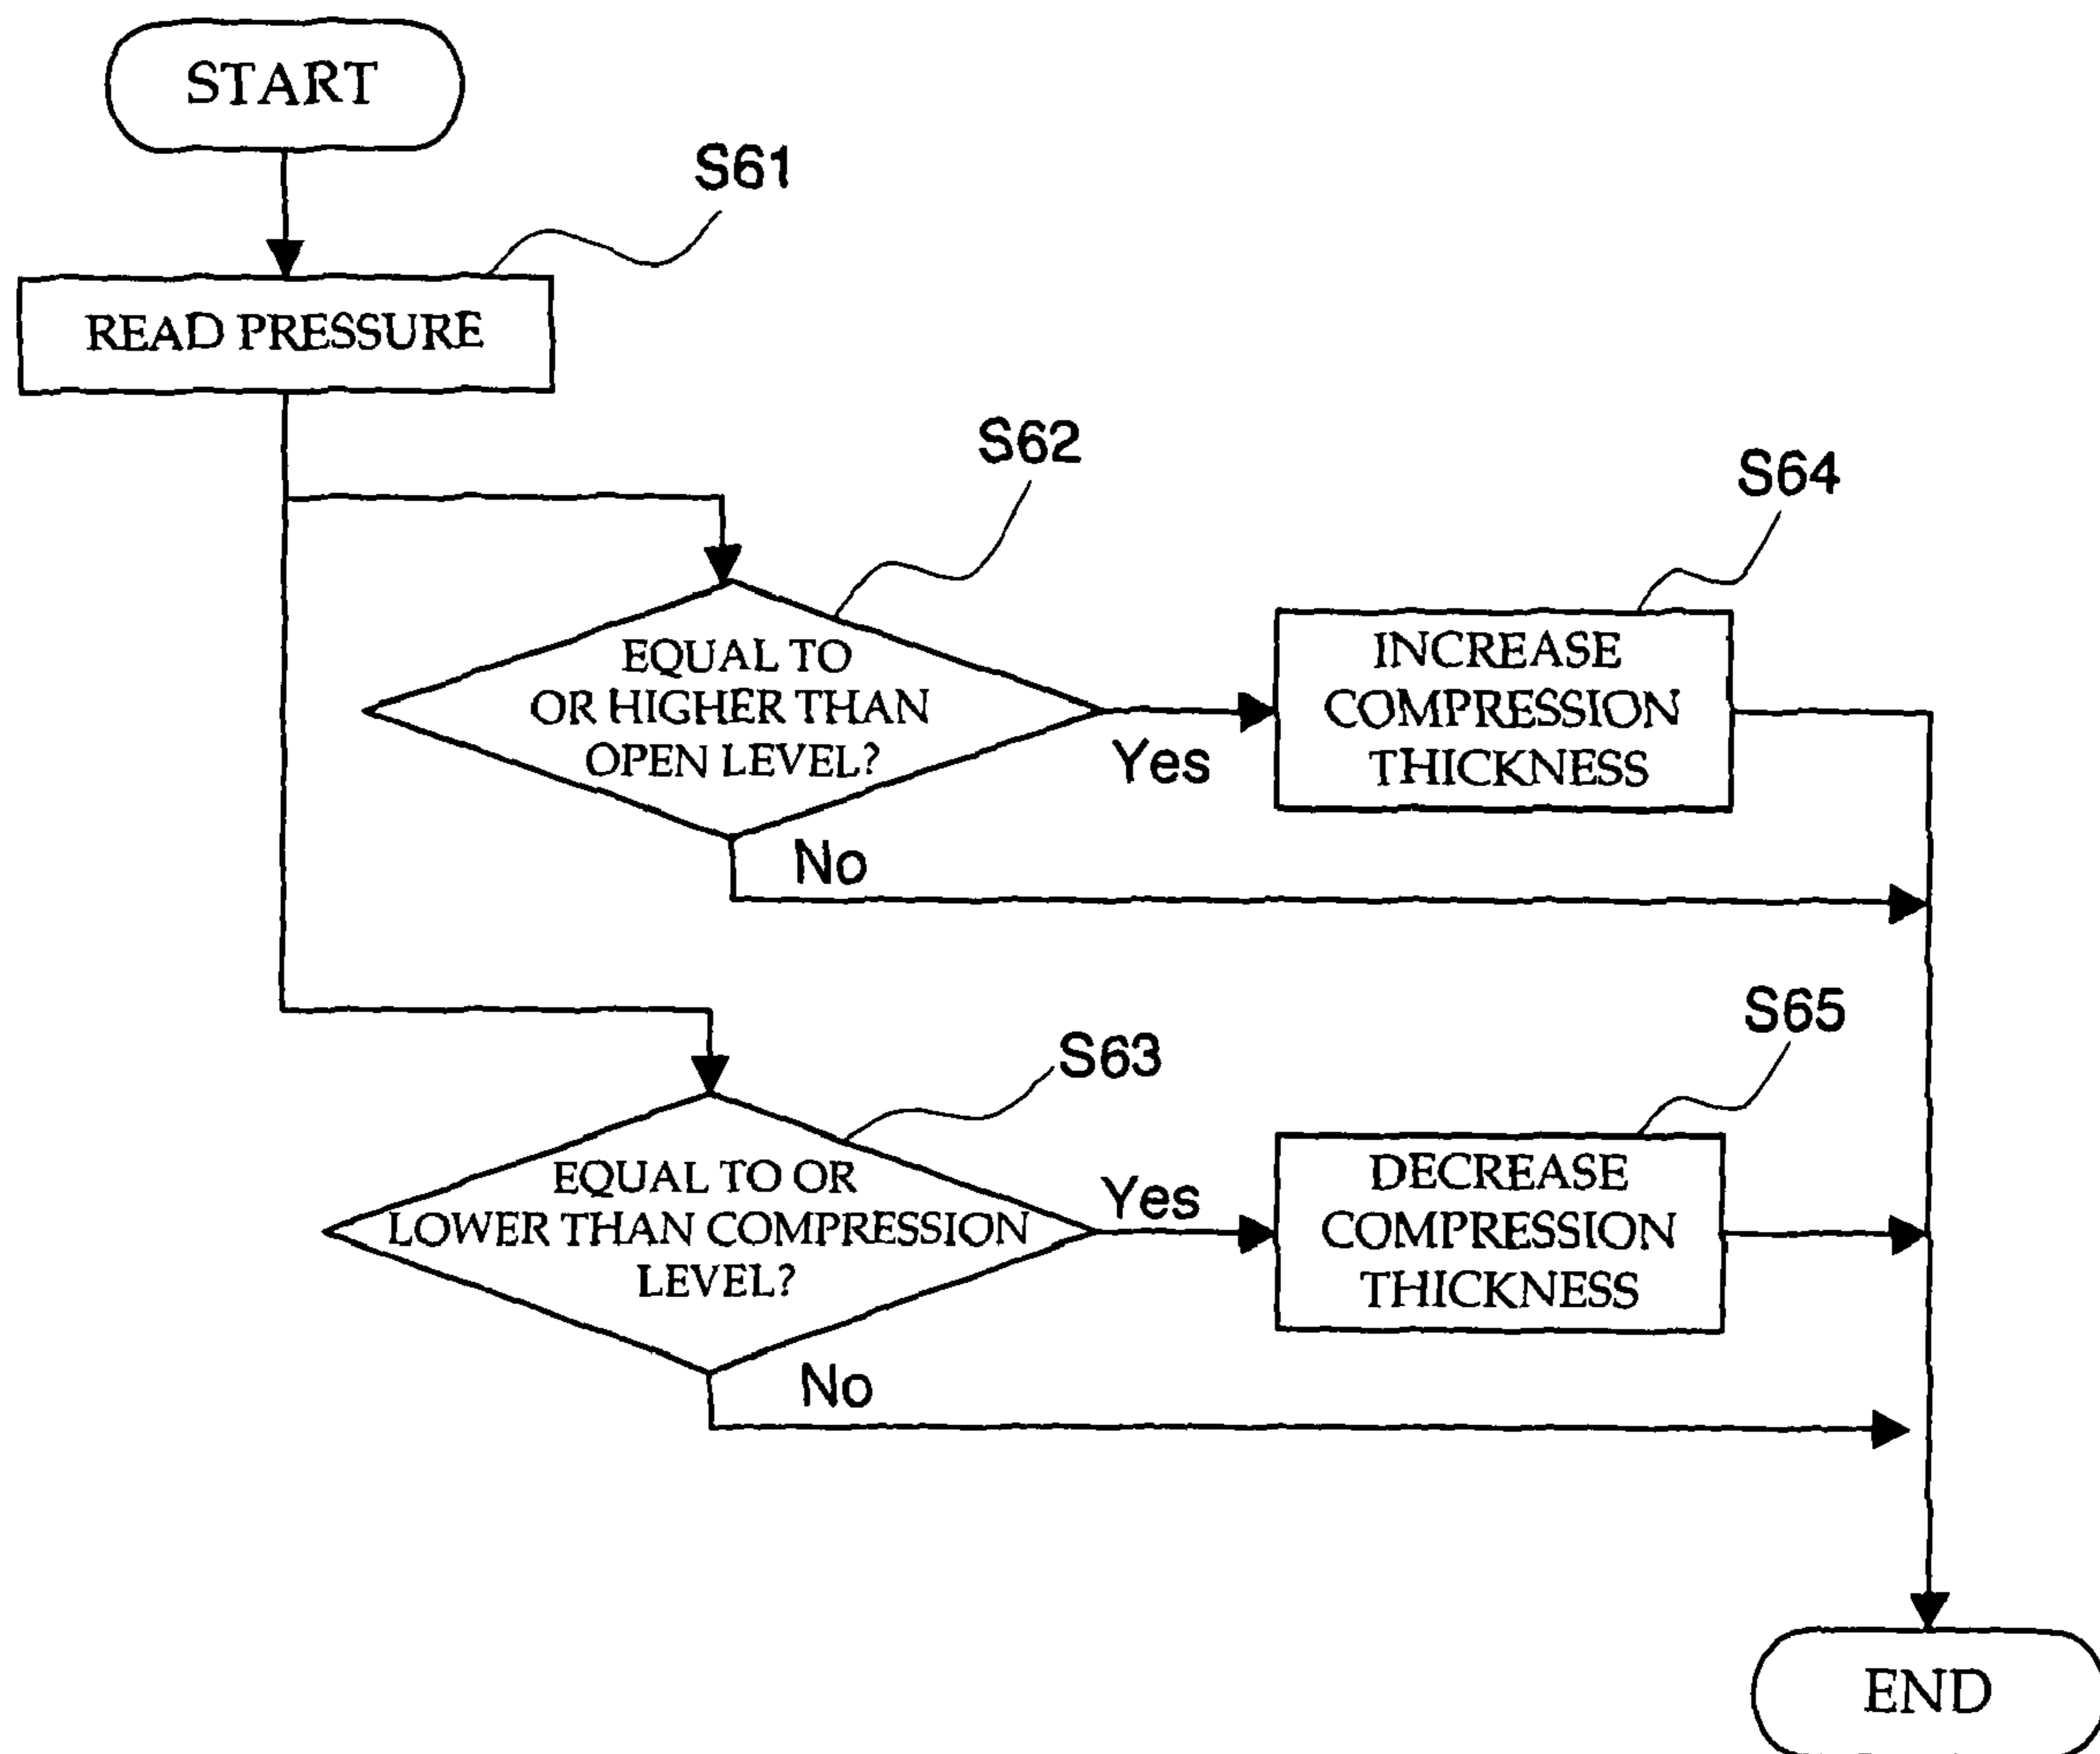 START
S61
READ PRESSURE
S62
S64
EQUAL TO
OR HIGHER THAN
OPEN LEVEL?
Yes
INCREASE
COMPRESSION
THICKNESS
No
S63
S65
EQUAL TO OR
LOWER THAN COMPRESSION
LEVEL?
Yes
DECREASE
COMPRESSION
THICKNESS
No
END